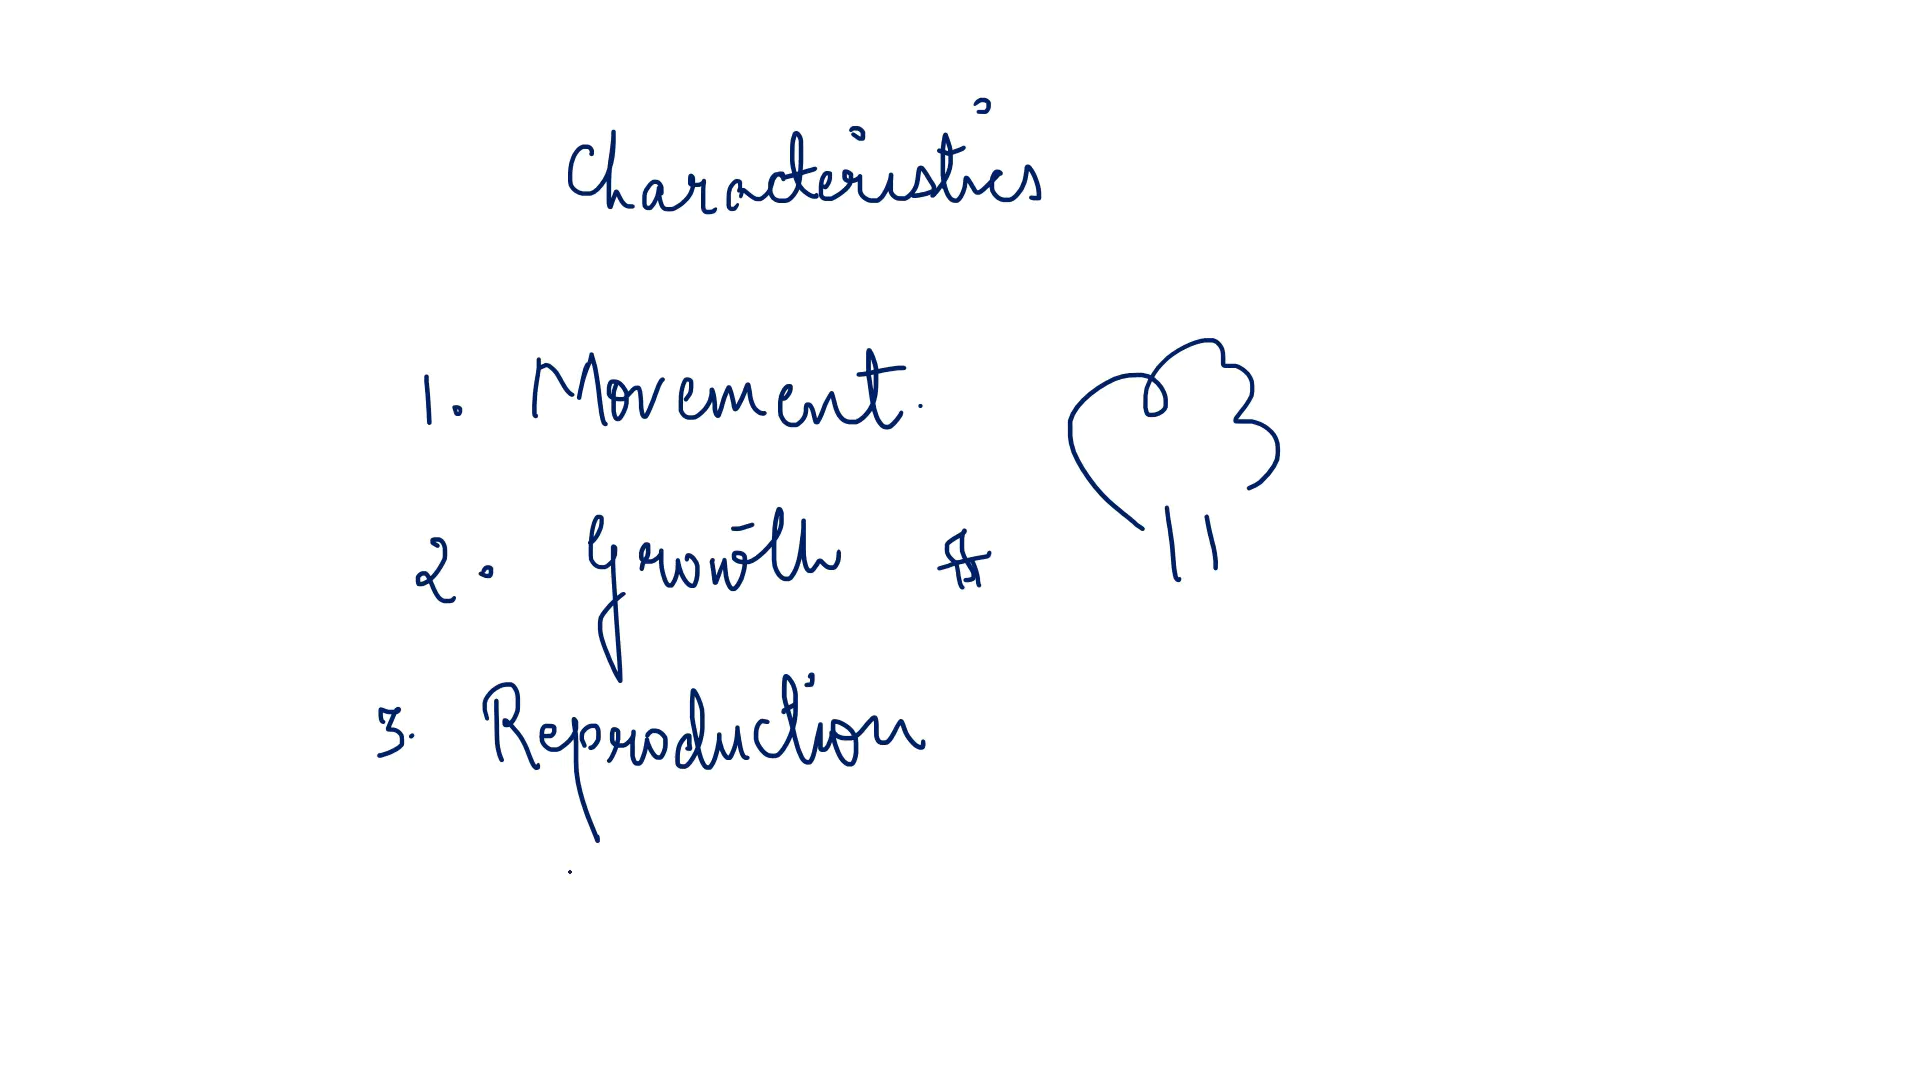 Characteristics
1. Movement.
2. Growth
3. Reproduction